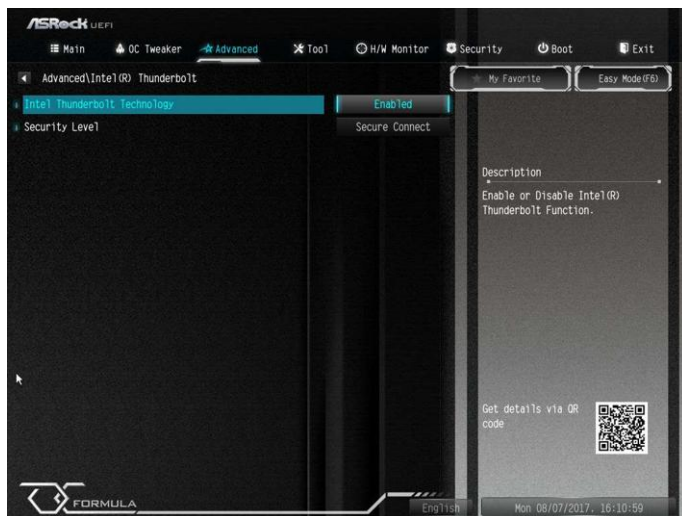 ASRock UEFI
Main OC Tweaker Advanced Tool H/W Monitor Security Boot Exit
Advanced\Intel(R) Thunderbolt
My Favorite Easy Mode(F6)
Intel Thunderbolt Technology Enabled
Security Level Secure Connect
Description
Enable or Disable Intel(R)
Thunderbolt Function.
Get details via QR
code
FORMULA
English Mon 08/07/2017. 16:10:59